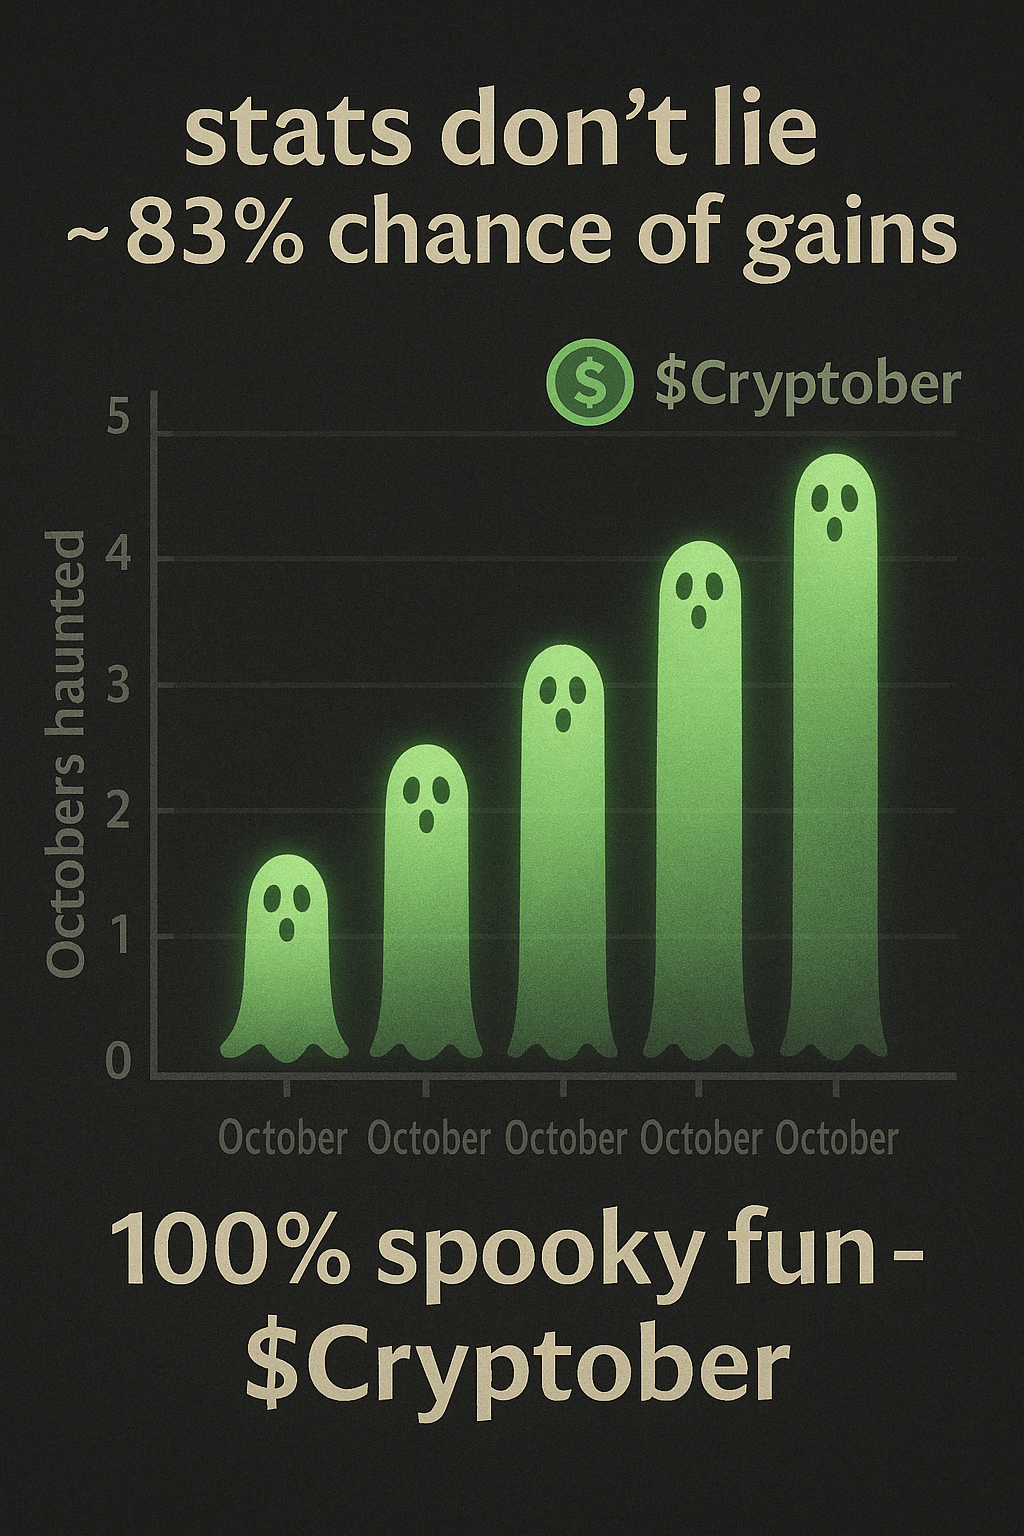 stats don’t lie
~83% chance of gains
$ $Cryptober
5
4
3
2
1
0
Octobers haunted
October October October October October
100% spooky fun -
$Cryptober